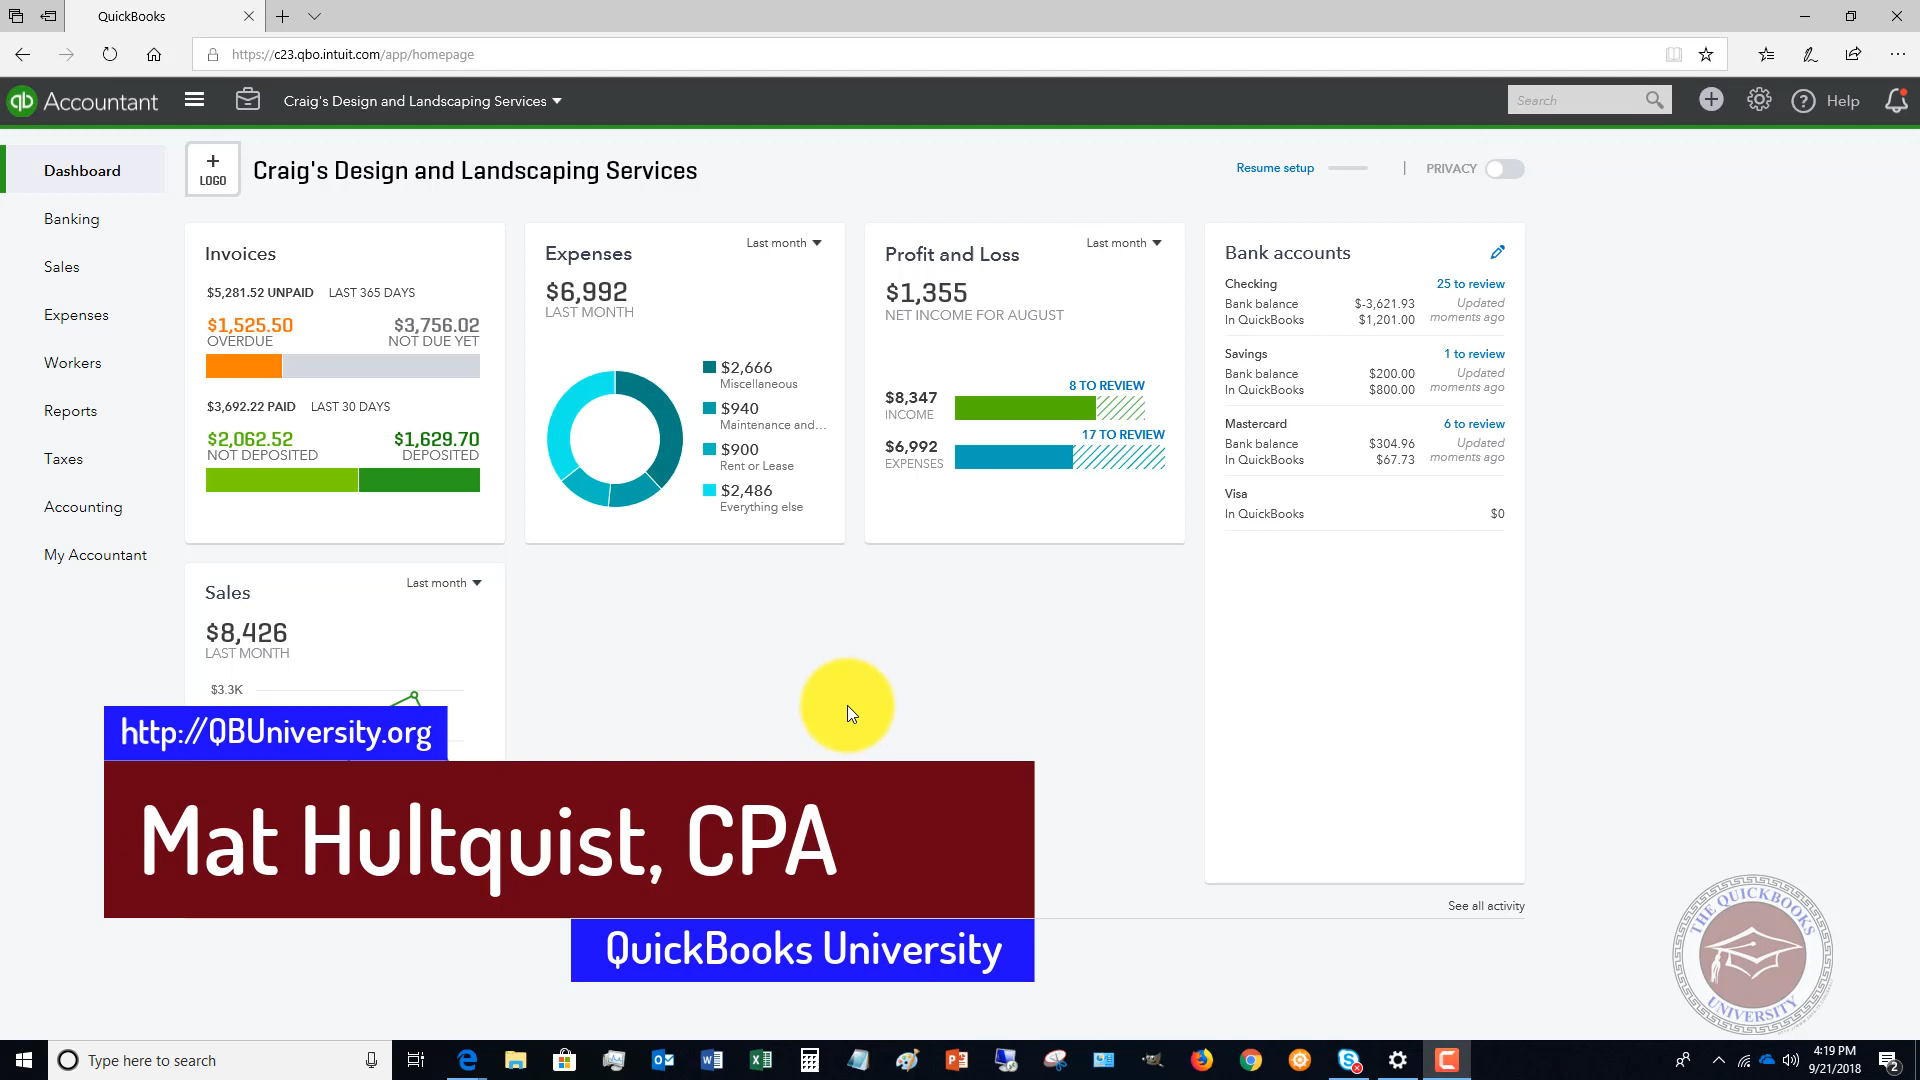 QuickBooks
https://c23.qbo.intuit.com/app/homepage
qb Accountant
Craig's Design and Landscaping Services
Search
Help
Dashboard
Banking
Sales
Expenses
Workers
Reports
Taxes
Accounting
My Accountant
+
LOGO
Craig's Design and Landscaping Services
Resume setup
PRIVACY
Invoices
$5,281.52 UNPAID LAST 365 DAYS
$1,525.50 $3,756.02
OVERDUE NOT DUE YET
$3,692.22 PAID LAST 30 DAYS
$2,062.52 $1,629.70
NOT DEPOSITED DEPOSITED
Expenses
Last month
$6,992
LAST MONTH
$2,666
Miscellaneous
$940
Maintenance and...
$900
Rent or Lease
$2,486
Everything else
Profit and Loss
Last month
$1,355
NET INCOME FOR AUGUST
8 TO REVIEW
$8,347
INCOME
17 TO REVIEW
$6,992
EXPENSES
Bank accounts
Checking 25 to review
Bank balance $-3,621.93 Updated
In QuickBooks $1,201.00 moments ago
Savings 1 to review
Bank balance $200.00 Updated
In QuickBooks $800.00 moments ago
Mastercard 6 to review
Bank balance $304.96 Updated
In QuickBooks $67.73 moments ago
Visa
In QuickBooks $0
See all activity
Sales
Last month
$8,426
LAST MONTH
$3.3K
http://QBUniversity.org
Mat Hultquist, CPA
QuickBooks University
THE QUICKBOOKS
UNIVERSITY
Type here to search
4:19 PM
9/21/2018
2